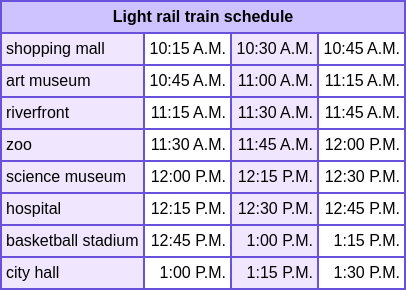 Light rail train schedule
shopping mall 10:15 A.M. 10:30 A.M. 10:45 A.M.
art museum 10:45 A.M. 11:00 A.M. 11:15 A.M.
riverfront 11:15 A.M. 11:30 A.M. 11:45 A.M.
zoo 11:30 A.M. 11:45 A.M. 12:00 P.M.
science museum 12:00 P.M. 12:15 P.M. 12:30 P.M.
hospital 12:15 P.M. 12:30 P.M. 12:45 P.M.
basketball stadium 12:45 P.M. 1:00 P.M. 1:15 P.M.
city hall 1:00 P.M. 1:15 P.M. 1:30 P.M.